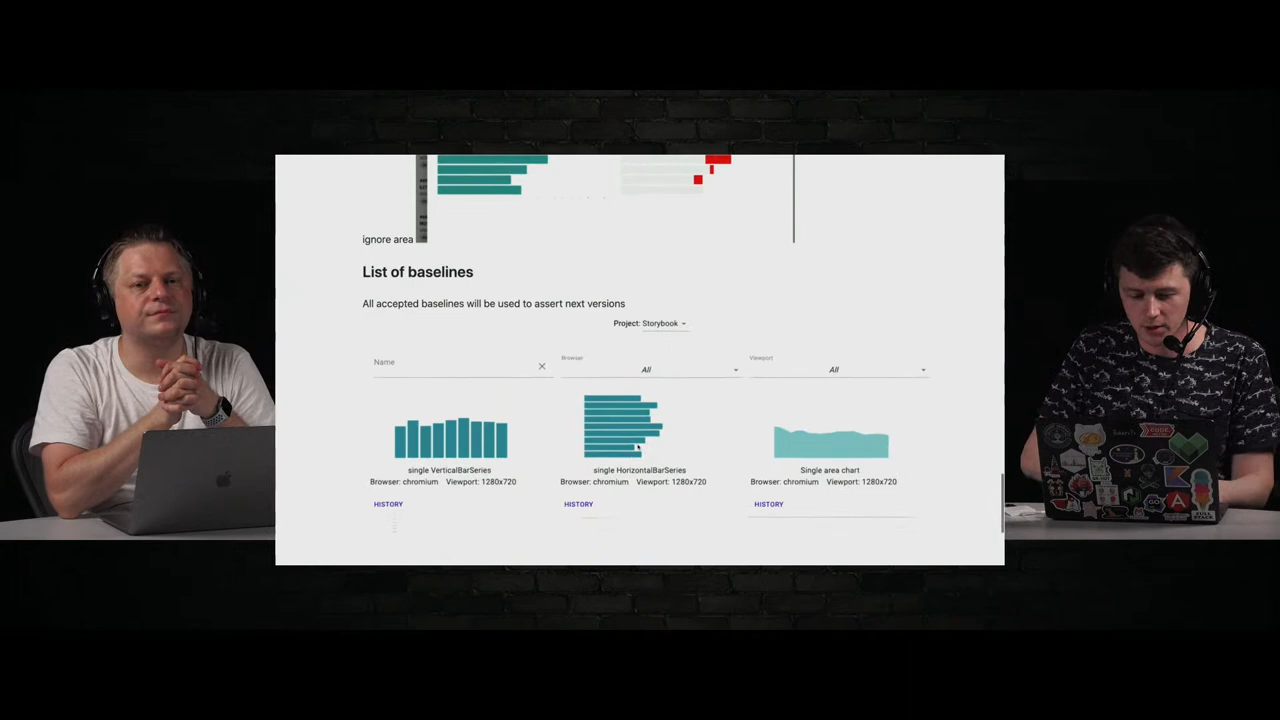 ignore area
List of baselines
All accepted baselines will be used to assert next versions
Project: Storybook
Name
Browser
All
Viewport
All
single VerticalBarSeries
Browser: chromium Viewport: 1280x720
HISTORY
single HorizontalBarSeries
Browser: chromium Viewport: 1280x720
HISTORY
Single area chart
Browser: chromium Viewport: 1280x720
HISTORY